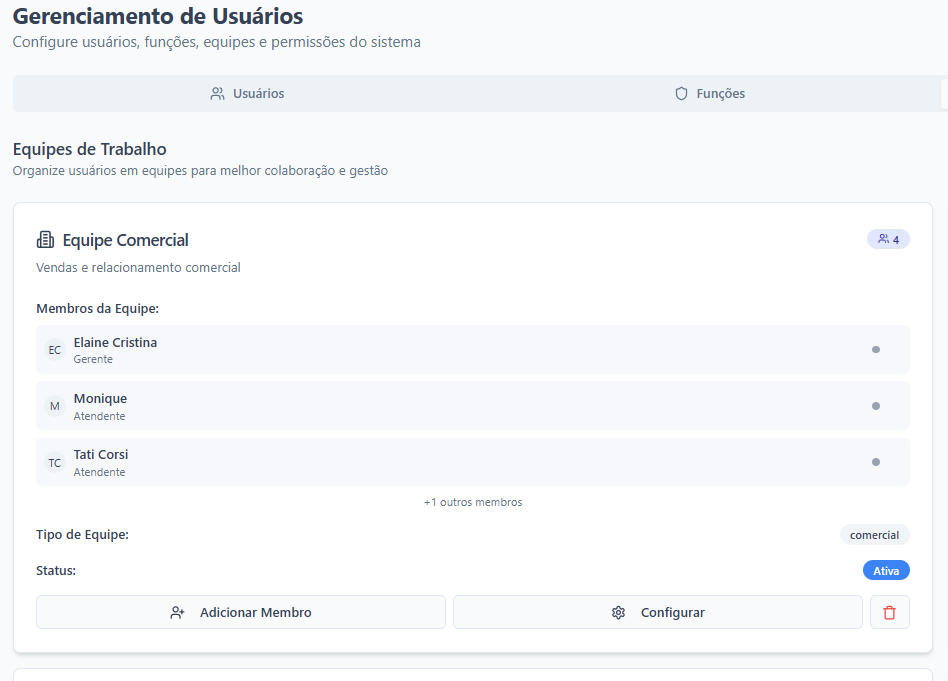 Gerenciamento de Usuários
Configure usuários, funções, equipes e permissões do sistema
Usuários
Funções
Equipes de Trabalho
Organize usuários em equipes para melhor colaboração e gestão
Equipe Comercial
4
Vendas e relacionamento comercial
Membros da Equipe:
EC
Elaine Cristina
Gerente
M
Monique
Atendente
TC
Tati Corsi
Atendente
+1 outros membros
Tipo de Equipe:
comercial
Status:
Ativa
Adicionar Membro
Configurar